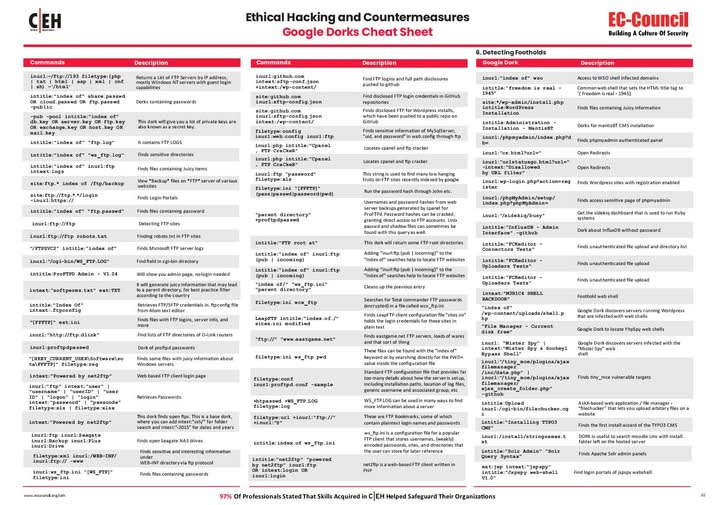 C|EH
Ethical Hacking and Countermeasures
Google Dorks Cheat Sheet
EC-Council
Building A Culture Of Security
Commands Description
inurl:~/ftp://193 filetype:(php
| txt | html | asp | xml | cnf
| sh) ~'/html'
Returns a List of FTP Servers by IP address,
mostly Windows NT servers with guest login
capabilities
intitle:"index of" share.passwd
OR cloud.passwd OR ftp.passwd
-public
Dorks containing passwords
-pub -pool intitle:"index of"
db.key OR server.key OR ftp.key
OR exchange.key OR host.key OR
mail.key
This dork will give you a lot of private keys are
also known as secret key.
intitle:"index of" "ftp.log"
It contains FTP LOGS
intitle:"index of" "ws_ftp.log"
Finds sensitive directories
intitle:"index of" inurl:ftp
intext:logs
Finds files containing Juicy Items
site:ftp.* index of /ftp/backup
View *Backup* files on *FTP* server of various
websites
site:ftp://ftp.*.*/login
-inurl:https://
Finds Login Portals
intitle:"index of" "ftp.passwd"
Finds files containing password
inurl:ftp://ftp
Detecting FTP sites
inurl:ftp://ftp robots.txt
Finding robots.txt in FTP sites
"/FTPSVC2" intitle:"index of"
Finds Microsoft FTP server logs
inurl:/cgi-bin/WS_FTP.LOG
Find field in cgi-bin directory
intitle:ProFTPD Admin - V1.04
Will show you admin page, no login needed
intext:"softperms.txt" ext:TXT
It will generate juicy information that may lead
to a parent directory, for best practice filter
according to the country
intitle:"Index Of"
intext:ftpconfig
Retrieves FTP/SFTP credentials in .ftpconfig file
from Atom text editor
"[FFFTP]" ext:ini
Finds files with FTP logins, server info, and
more
inurl:"http://ftp.dlink"
Find lists of FTP directories of D-Link routers
inurl:proftpdpasswd
Dork of proftpd passwords
"[HKEY_CURRENT_USER\Software\so
ta\FFFTP]" filetype:reg
Finds some files with juicy information about
Windows servers.
intext:"Powered by net2ftp"
Web based FTP client login page
inurl:"ftp" intext:"user" |
"username" | "userID" | "user
ID" | "logon" | "login"
intext:"password" | "passcode"
filetype:xls | filetype:xlsx
Retrieves Passwords
intext:"Powered by net2ftp"
This dork finds open ftps. This is a base dork,
where you can add intext:"ssh/" for folder
search and intext:"-2015" for dates and years
inurl:ftp inurl:Seagate
inurl:Backup inurl:Plus
inurl:Drive
Finds open Seagate NAS drives
filetype:xml inurl:/WEB-INF/
inurl:ftp:// -www
Finds sensitive and interesting information
under
WEB-INF directory via ftp protocol
inurl:ws_ftp.ini "[WS_FTP]"
filetype:ini
Finds files containing passwords
Commands Description
inurl:github.com
intext:sftp-conf.json
+intext:/wp-content/
Find FTP logins and full path disclosures
pushed to github
site:github.com
inurl:sftp-config.json
Find disclosed FTP login credentials in GitHub
repositories
site:github.com
inurl:sftp-config.json
intext:/wp-content/
Finds disclosed FTP for Wordpress installs,
which have been pushed to a public repo on
GitHub
filetype:config
inurl:web.config inurl:ftp
Finds sensitive information of MySqlServer,
"uid, and password" in web.config through ftp
inurl:php intitle:"Cpanel
, FTP CraCkeR"
Locates cpanel and ftp cracker
inurl:php intitle:"Cpanel
, FTP CraCkeR"
Locates cpanel and ftp cracker
inurl:ftp "password"
filetype:xls
This string is used to find many low hanging
fruits on FTP sites recently indexed by google
filetype:ini "[FFFTP]"
(pass|passwd|password|pwd)
Run the password hash through John etc.
"parent directory"
+proftpdpasswd
Usernames and password hashes from web
server backups generated by cpanel for
ProFTPd. Password hashes can be cracked,
granting direct access to FTP accounts. Unix
passwd and shadow files can sometimes be
found with this query as well.
intitle:"FTP root at"
This dork will return some FTP root directories
intitle:"index of" inurl:ftp
(pub | incoming)
Adding "inurl:ftp (pub | incoming)" to the
"index.of" searches help to locate FTP websites
intitle:"index of" inurl:ftp
(pub | incoming)
Adding "inurl:ftp (pub | incoming)" to the
"index.of" searches help to locate FTP websites
"index of/" "ws_ftp.ini"
"parent directory"
Cleans up the previous entry
filetype:ini wcx_ftp
Searches for Total commander FTP passwords
(encrypted) in a file called wcx_ftp.ini
LeapFTP intitle:"index.of./"
sites.ini modified
Finds LeapFTP client configuration file "sites.ini"
holds the login credentials for those sites in
plain text
"ftp://" "www.eastgame.net"
Finds eastgame.net FTP servers, loads of wares
and that sort of thing
filetype:ini ws_ftp pwd
These files can be found with the "index of"
keyword or by searching directly for the PWD=
value inside the configuration file
filetype:conf
inurl:proftpd.conf -sample
Standard FTP configuration file that provides far
too many details about how the server is setup,
including installation paths, location of log files,
generic username and associated group, etc
+htpasswd +WS_FTP.LOG
filetype:log
WS_FTP.LOG can be used in many ways to find
more information about a server
filetype:url +inurl:"ftp://"
+inurl:"@"
These are FTP Bookmarks, some of which
contain plaintext login names and passwords
intitle:index.of ws_ftp.ini
ws_ftp.ini is a configuration file for a popular
FTP client that stores usernames, (weakly)
encoded passwords, sites, and directories that
the user can store for later reference
intitle:"net2ftp" "powered
by net2ftp" inurl:ftp
OR intext:login OR
inurl:login
net2ftp is a web-based FTP client written in
PHP
6. Detecting Footholds
Google Dork Description
inurl:"index of" wso
Access to WSO shell infected domains
intitle:"freedom is real -
1945"
Common web shell that sets the HTML title tag to
"[Freedom is real - 1945]
site:*/wp-admin/install.php
intitle:WordPress
Installation
Finds files containing Juicy information
intitle:Administration -
Installation - MantisBT
Dorks for mantisBT CMS installation
inurl:/phpmyadmin/index.php?d
b=
Finds phpmyadmin authenticated panel
inurl:"cs.html?url="
Open Redirects
inurl:"urlstatusgo.html?url="
-intext:"Disallowed
by URL filter"
Open Redirects
inurl:wp-login.php?action=reg
ister
Finds Wordpress sites with registration enabled
inurl:/phpMyAdmin/setup/
index.php?phpMyAdmin=
Finds access sensitive page of phpmyadmin
inurl:"/sidekiq/busy"
Get the sidekiq dashboard that is used to run Ruby
systems
intitle:"InfluxDB - Admin
Interface" -github
Dork about InfluxDB without password
intitle:"FCKeditor -
Connectors Tests"
Finds unauthenticated file upload and directory list
intitle:"FCKeditor -
Uploaders Tests"
Finds unauthenticated file upload
intitle:"FCKeditor -
Uploaders Tests"
Finds unauthenticated file upload
intext:"M3R1C4 SHELL
BACKDOOR"
Foothold web shell
"index of"
/wp-content/uploads/shell.p
hp
Google Dork discovers servers running Wordpress
that are infected with web shells
"File Manager - Current
disk free"
Google Dork to locate PhpSpy web shells
inurl: "Mister Spy" |
intext:"Mister Spy & Souheyl
Bypass Shell"
Google Dork discovers servers infected with the
"Mister Spy" web
shell
inurl:"/tiny_mce/plugins/ajax
filemanager
/inc/data.php" |
inurl:"/tiny_mce/plugins/ajax
filemanager/
ajax_create_folder.php"
-github
Finds tiny_mce vulnerable targets
intitle:Upload
inurl:/cgi-bin/filechucker.cg
i
AJAX-based web application / File Manager –
"filechucker" that lets you upload arbitrary files on a
website
intitle:"Installing TYPO3
CMS"
Finds the first install wizard of the TYPO3 CMS
inurl:/install/stringnames.t
xt
DORK is useful to search moodle cms with install
folder left on the hosted server
intitle:"Solr Admin" "Solr
Query Syntax"
Finds Apache Solr admin panels
ext:jsp intext:"jspspy"
intitle:"Jspspy web~shell
V1.0"
Find login portals of jspspy webshell
www.eccouncil.org/ceh
97% Of Professionals Stated That Skills Acquired in C|EH Helped Safeguard Their Organizations